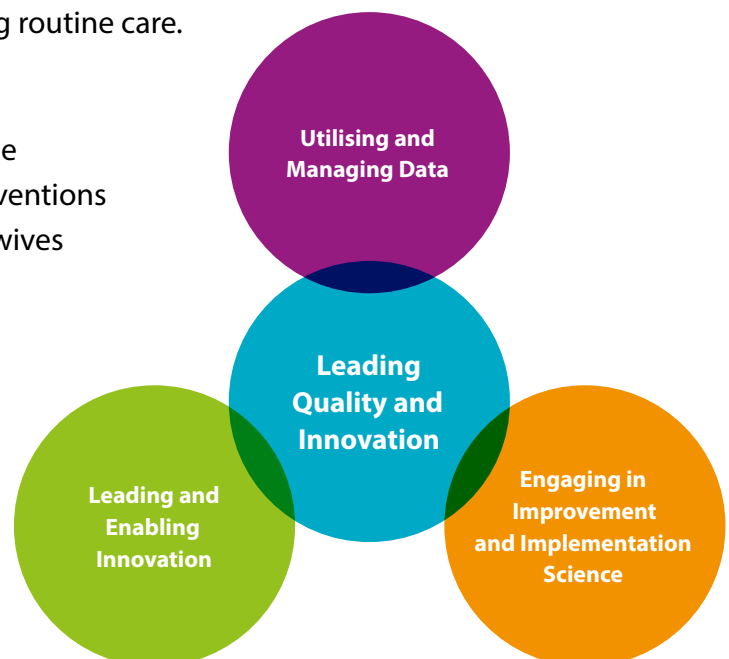 g routine care.
e
ventions
wives
Utilising and
Managing Data
Leading
Quality and
Innovation
Leading and
Enabling
Innovation
Engaging in
Improvement
and Implementation
Science